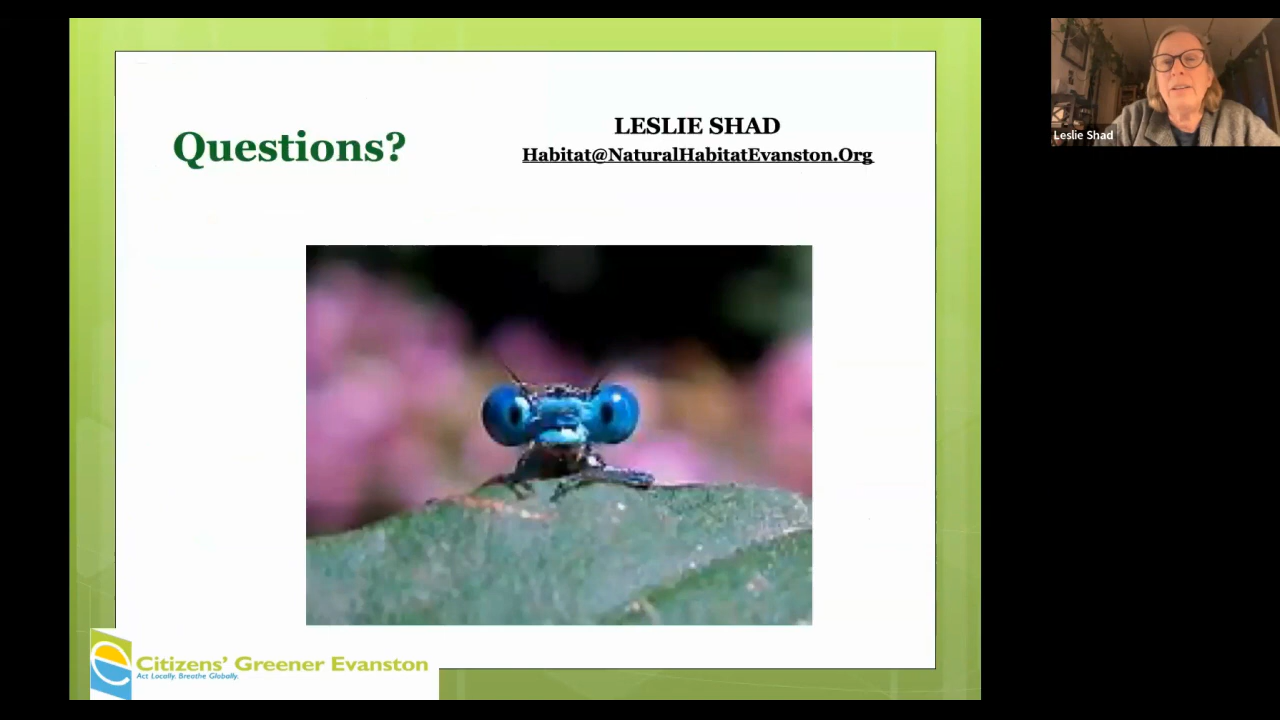 Questions?
LESLIE SHAD
Habitat@NaturalHabitatEvanston.Org
Leslie Shad
Citizens' Greener Evanston
Act Locally. Breathe Globally.